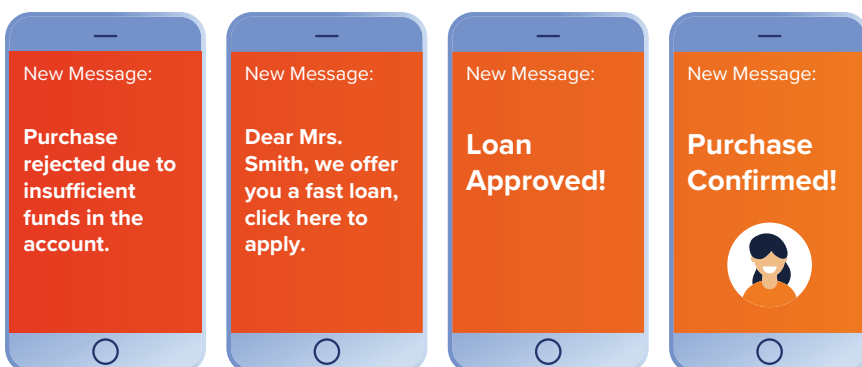 New Message:
Purchase
rejected due to
insufficient
funds in the
account.
New Message:
Dear Mrs.
Smith, we offer
you a fast loan,
click here to
apply.
New Message:
Loan
Approved!
New Message:
Purchase
Confirmed!